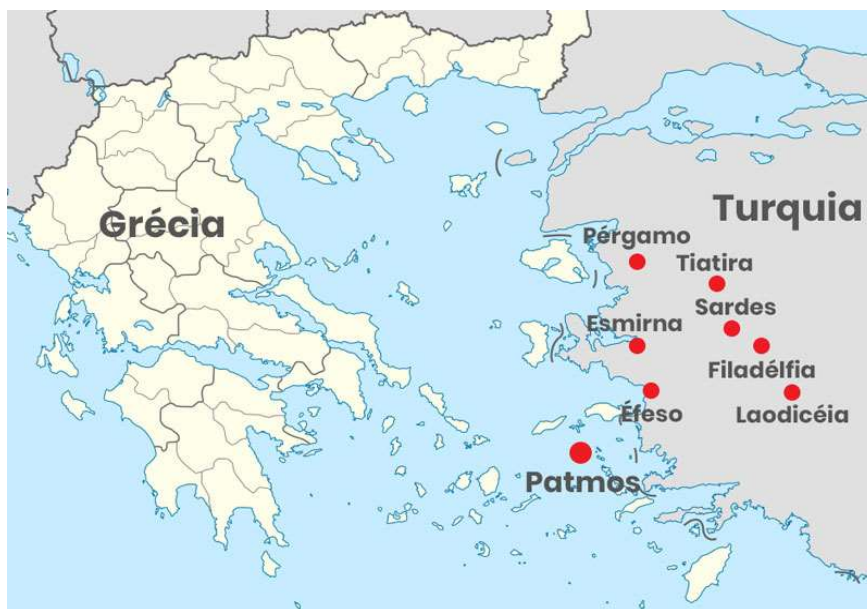 Grécia
Turquia
Pérgamo
Tiatira
Sardes
Esmirna
Filadélfia
Éfeso
Laodicéia
Patmos